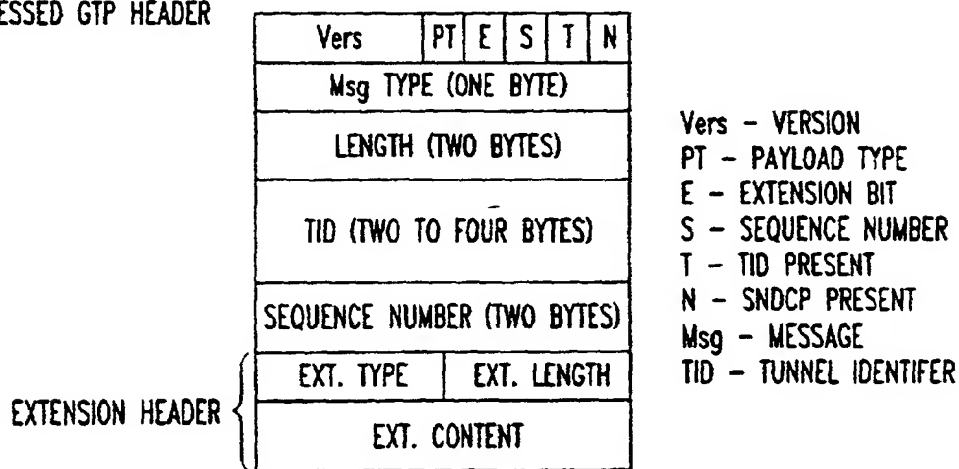 GTP HEADER
Vers PT E S T N
Msg TYPE (ONE BYTE)
LENGTH (TWO BYTES)
TID (TWO TO FOUR BYTES)
SEQUENCE NUMBER (TWO BYTES)
EXT. TYPE EXT. LENGTH
EXT. CONTENT
EXTENSION HEADER
Vers – VERSION
PT – PAYLOAD TYPE
E – EXTENSION BIT
S – SEQUENCE NUMBER
T – TID PRESENT
N – SNDCP PRESENT
Msg – MESSAGE
TID – TUNNEL IDENTIFER